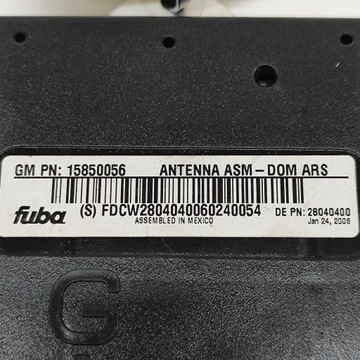 GM PN: 15850056 ANTENNA ASM-DOM ARS
fuba (S) FDCW2804040060240054 DE PN: 28040400
ASSEMBLED IN MEXICO Jan 24, 2006
G